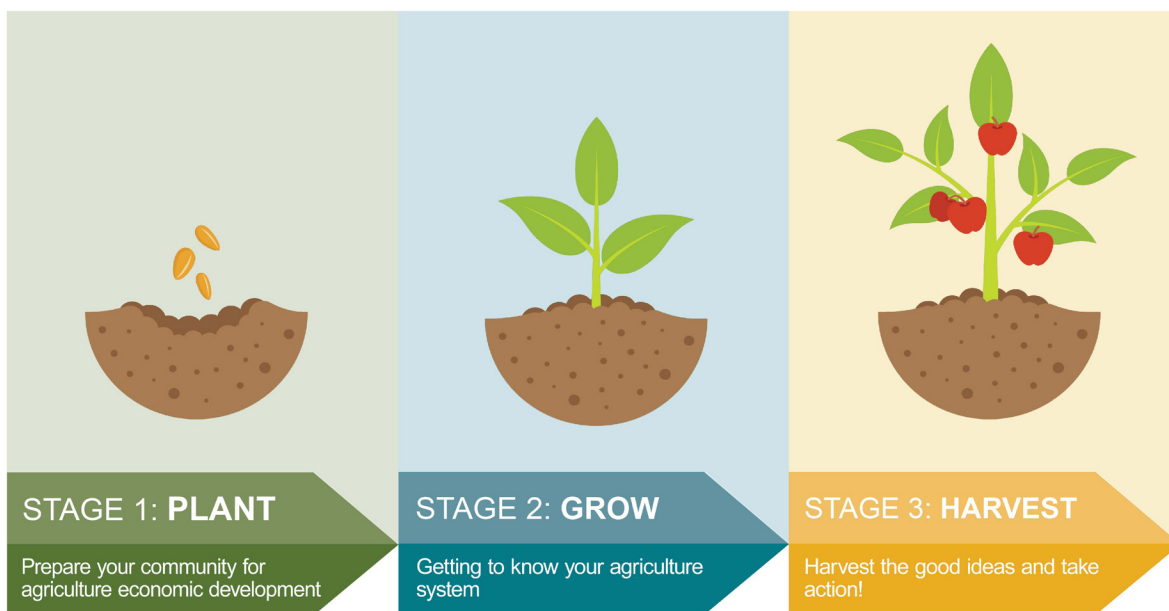 STAGE 1: PLANT
Prepare your community for
agriculture economic development
STAGE 2: GROW
Getting to know your agriculture
system
STAGE 3: HARVEST
Harvest the good ideas and take
action!